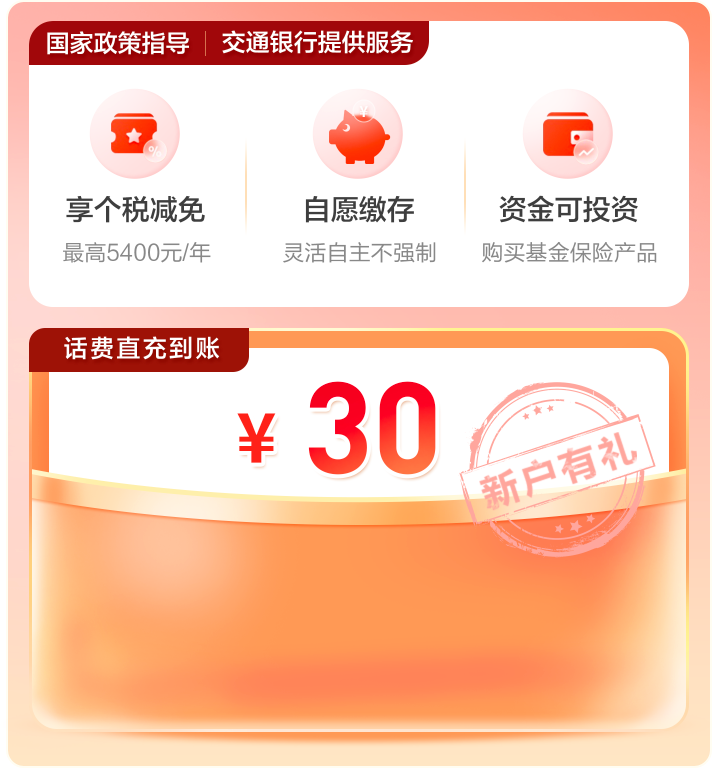 国家政策指导 | 交通银行提供服务
¥
%
享个税减免
自愿缴存
资金可投资
最高5400元/年
灵活自主不强制
购买基金保险产品
话费直充到账
¥ 30
新户有礼